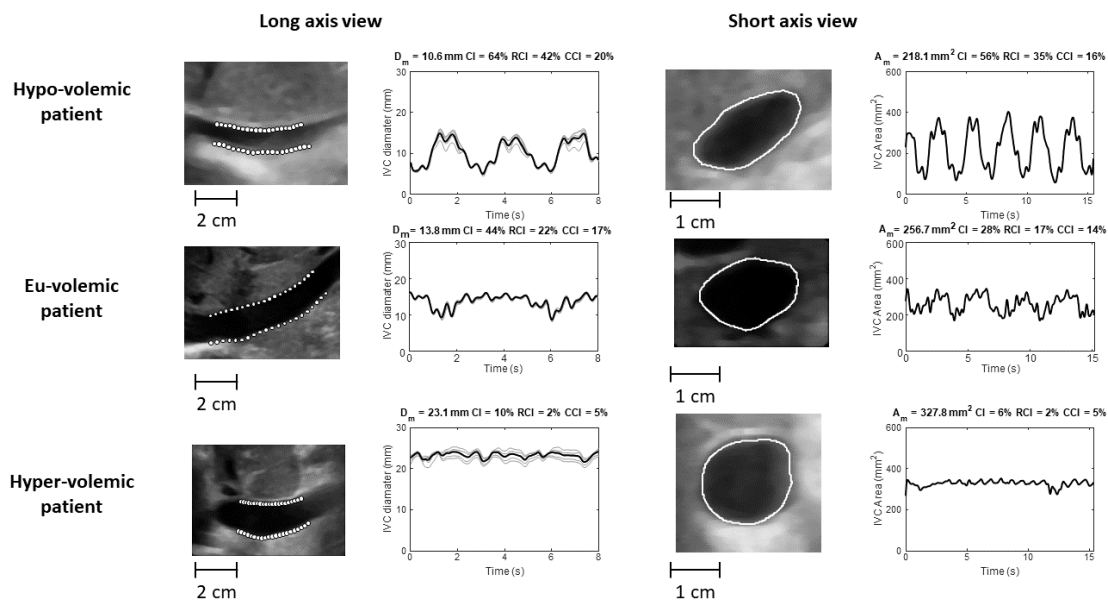 Long axis view
Short axis view
Hypo-volemic
patient
D_m = 10.6 mm CI = 64% RCI = 42% CCI = 20%
30
20
10
0
IVC diamater (mm)
0 2 4 6 8
Time (s)
2 cm
A_m = 218.1 mm² CI = 56% RCI = 35% CCI = 16%
600
400
200
0
IVC Area (mm²)
0 5 10 15
Time (s)
1 cm
Eu-volemic
patient
D_m = 13.8 mm CI = 44% RCI = 22% CCI = 17%
30
20
10
0
IVC diamater (mm)
0 2 4 6 8
Time (s)
2 cm
A_m = 256.7 mm² CI = 28% RCI = 17% CCI = 14%
600
400
200
0
IVC Area (mm²)
0 5 10 15
Time (s)
1 cm
Hyper-volemic
patient
D_m = 23.1 mm CI = 10% RCI = 2% CCI = 5%
30
20
10
0
IVC diamater (mm)
0 2 4 6 8
Time (s)
2 cm
A_m = 327.8 mm² CI = 6% RCI = 2% CCI = 5%
600
400
200
0
IVC Area (mm²)
0 5 10 15
Time (s)
1 cm